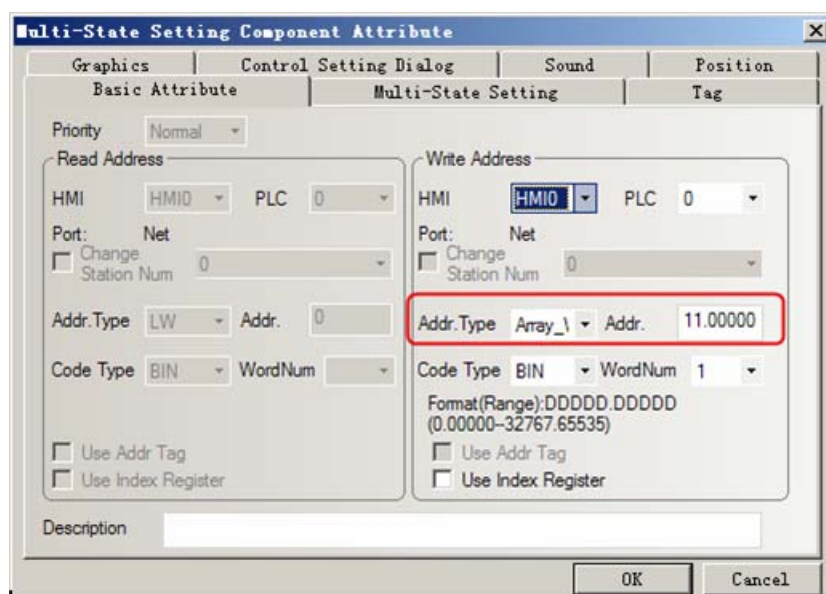 Multi-State Setting Component Attribute
Graphics Control Setting Dialog Sound Position
Basic Attribute Multi-State Setting Tag
Priority Normal
Read Address
HMI HMI0 PLC 0
Port: Net
Change Station Num 0
Addr.Type LW Addr. 0
Code Type BIN WordNum
Use Addr Tag
Use Index Register
Write Address
HMI HMI0 PLC 0
Port: Net
Change Station Num 0
Addr.Type Array_\ Addr. 11.00000
Code Type BIN WordNum 1
Format(Range):DDDDD.DDDDD
(0.00000--32767.65535)
Use Addr Tag
Use Index Register
Description
OK Cancel